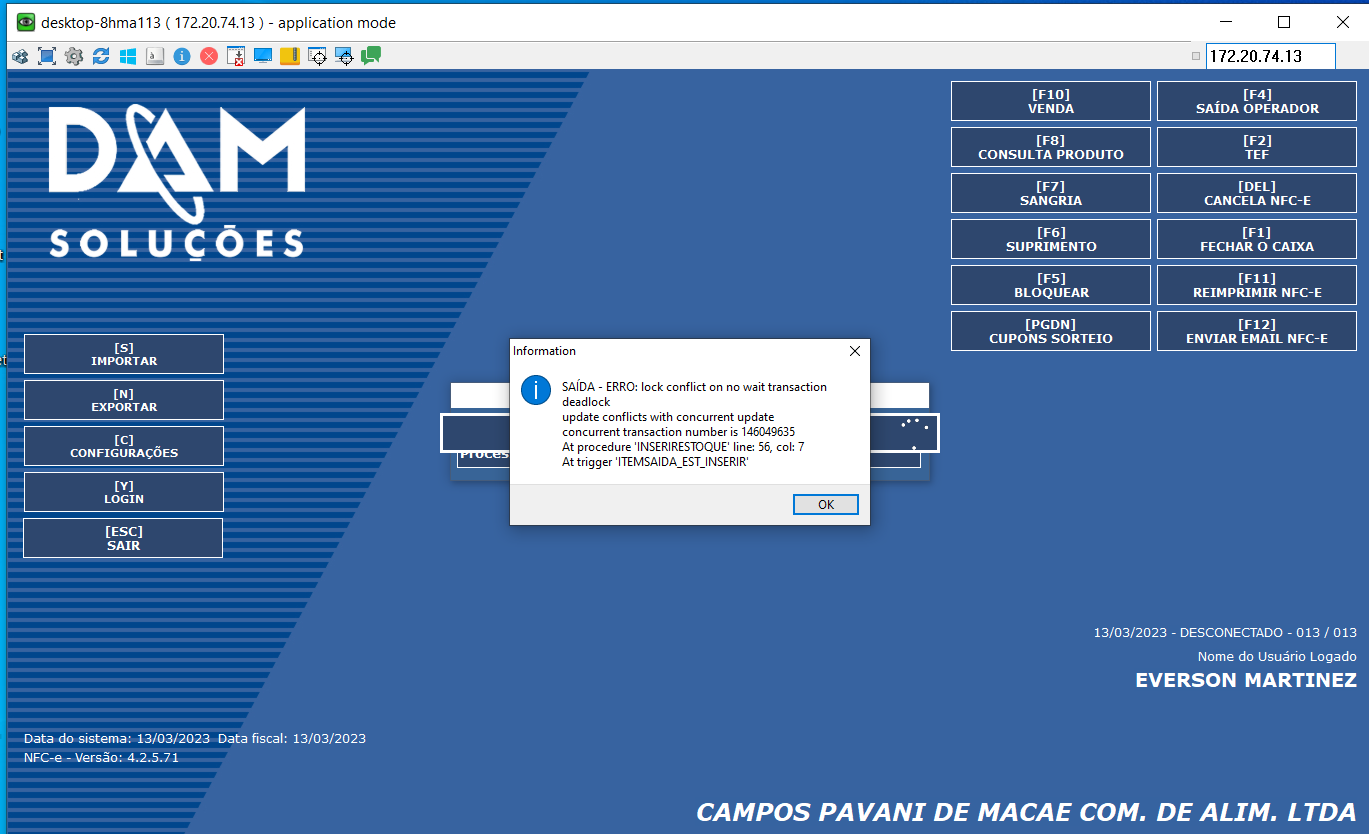 desktop-8hma113 ( 172.20.74.13 ) - application mode
172.20.74.13
DAM
SOLUÇÕES
[F10]
VENDA
[F4]
SAÍDA OPERADOR
[F8]
CONSULTA PRODUTO
[F2]
TEF
[F7]
SANGRIA
[DEL]
CANCELA NFC-E
[F6]
SUPRIMENTO
[F1]
FECHAR O CAIXA
[F5]
BLOQUEAR
[F11]
REIMPRIMIR NFC-E
[PGDN]
CUPONS SORTEIO
[F12]
ENVIAR EMAIL NFC-E
[S]
IMPORTAR
[N]
EXPORTAR
[C]
CONFIGURAÇÕES
[Y]
LOGIN
[ESC]
SAIR
Information
SAÍDA - ERRO: lock conflict on no wait transaction
deadlock
update conflicts with concurrent update
concurrent transaction number is 146049635
At procedure 'INSERIRESTOQUE' line: 56, col: 7
At trigger 'ITEMSAIDA_EST_INSERIR'
OK
13/03/2023 - DESCONECTADO - 013 / 013
Nome do Usuário Logado
EVERSON MARTINEZ
Data do sistema: 13/03/2023 Data fiscal: 13/03/2023
NFC-e - Versão: 4.2.5.71
CAMPOS PAVANI DE MACAE COM. DE ALIM. LTDA